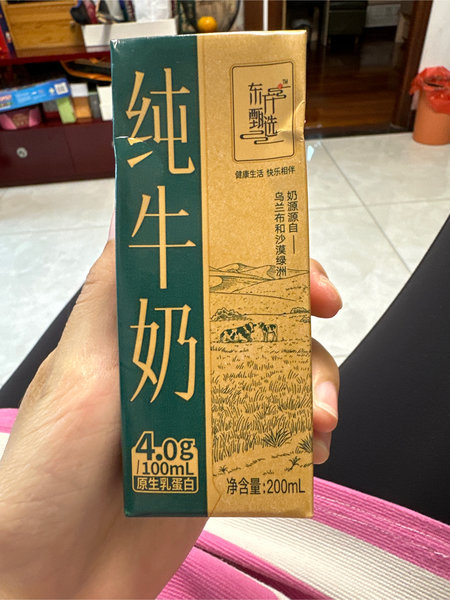 纯牛奶
4.0g
/100mL
原生乳蛋白
东方甄选
TM
健康生活 快乐相伴
奶源源自——
乌兰布和沙漠绿洲
净含量:200mL